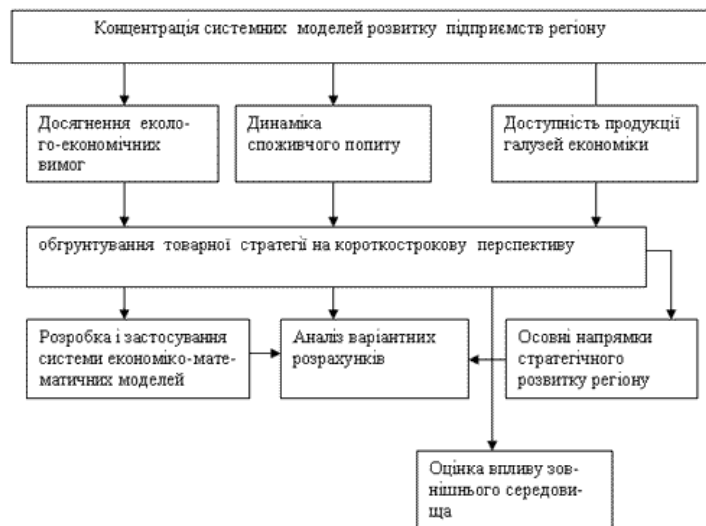 Концентрація системних моделей розвитку підприємств регіону
Досягнення еколо-
го-економічних
вимог
Динаміка
споживчого попиту
Доступність продукції
галузей економіки
обгрунтування товарної стратегії на короткострокову перспективу
Розробка і застосування
системи економіко-мате-
матичних моделей
Аналіз варіантних
розрахунків
Осовні напрямки
стратегічного
розвитку регіону
Оцінка впливу зов-
нішнього середови-
ща